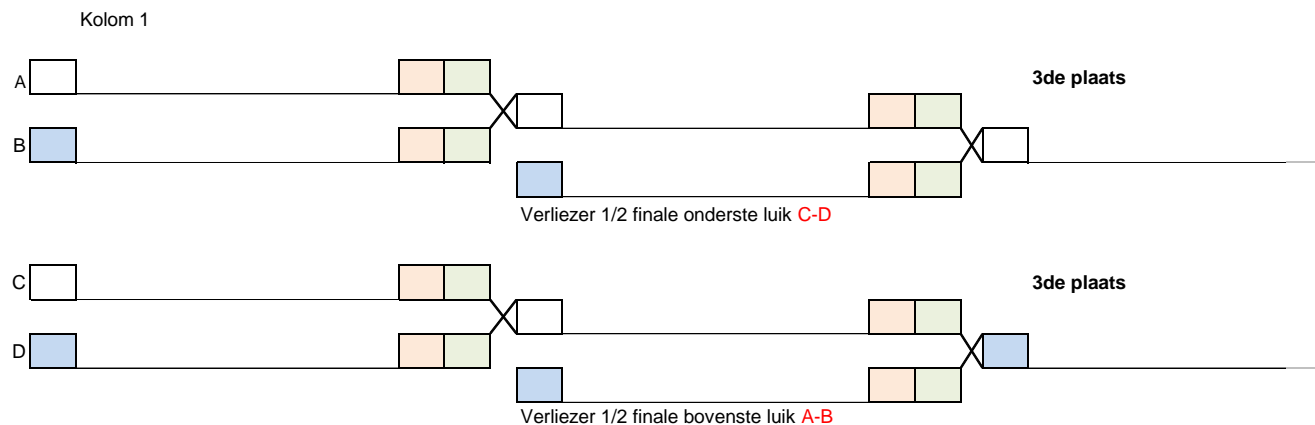 Kolom 1
A
3de plaats
B
Verliezer 1/2 finale onderste luik C-D
C
3de plaats
D
Verliezer 1/2 finale bovenste luik A-B